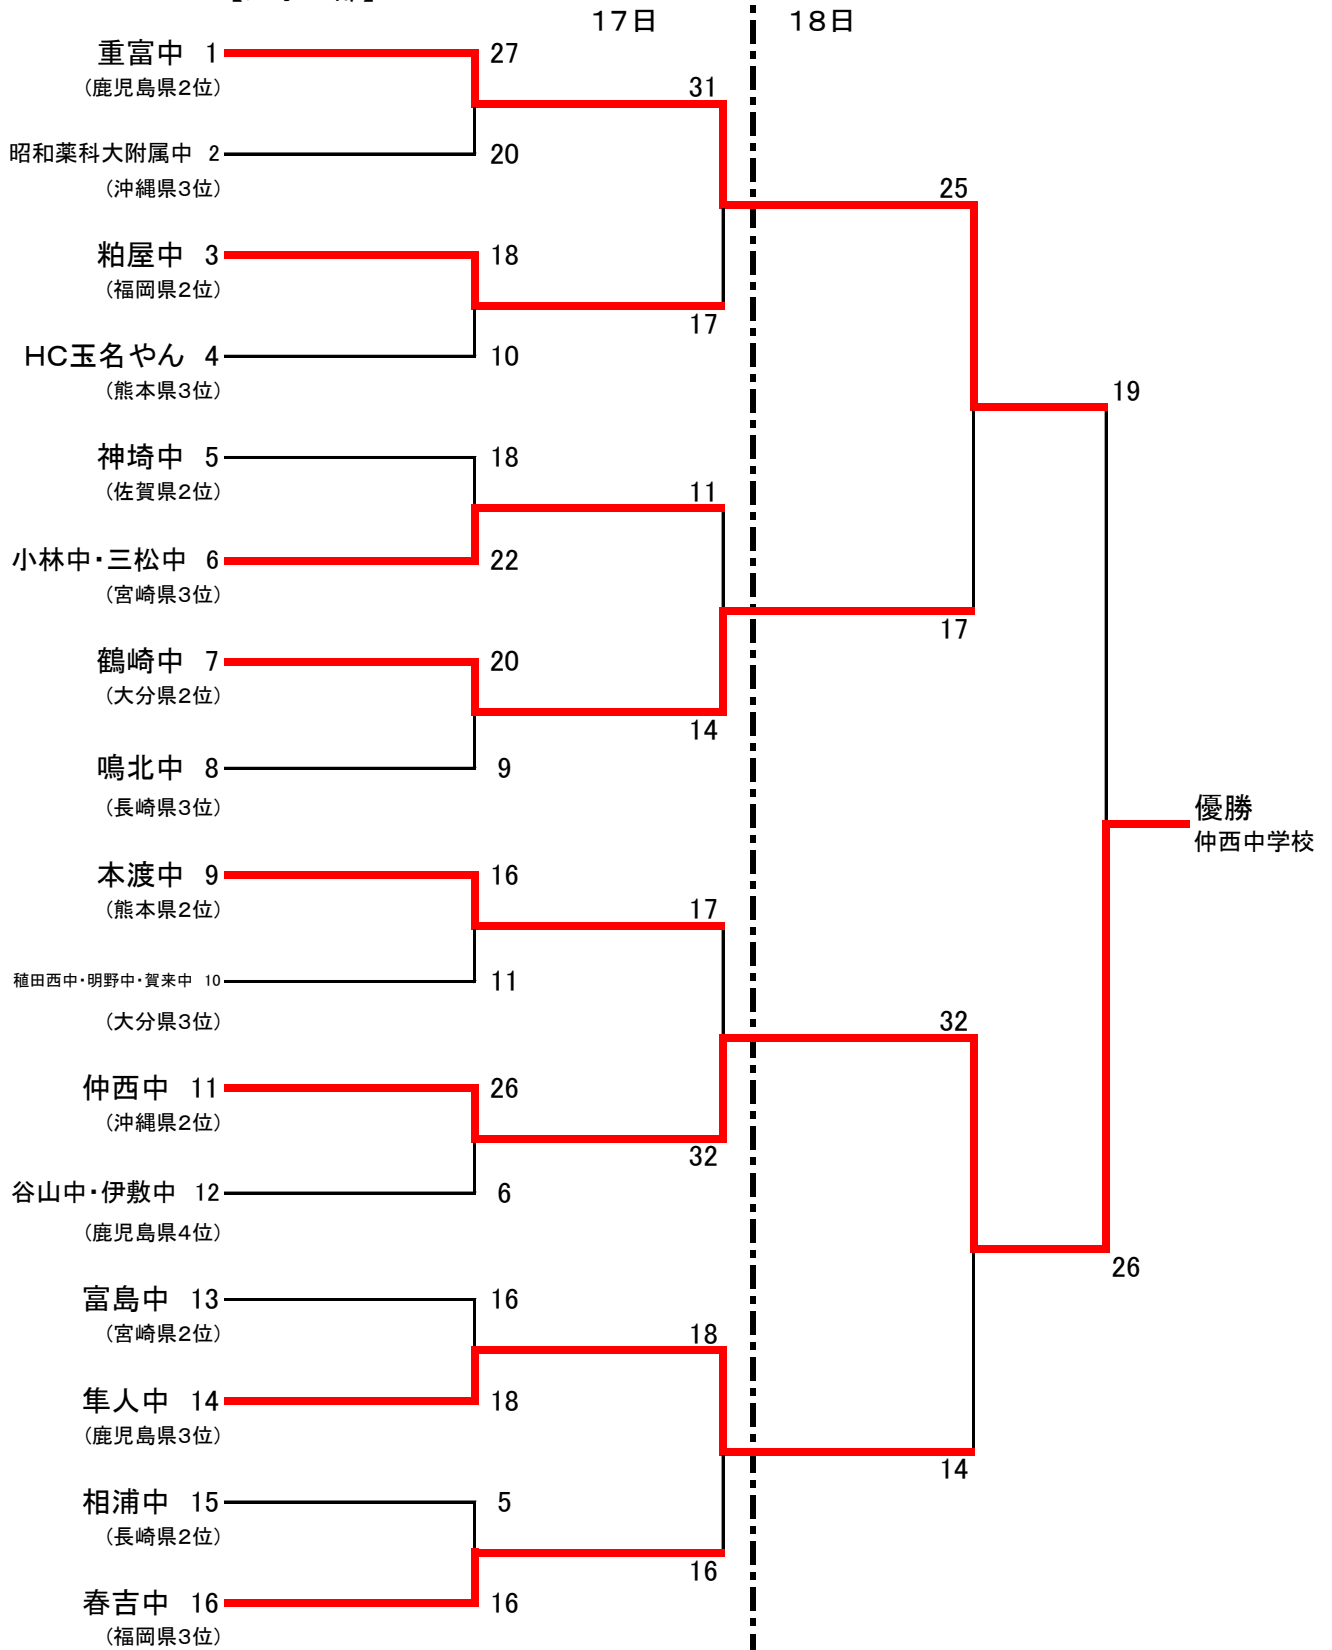 17日 18日
重富中 1 27
(鹿児島県2位) 31
昭和薬科大附属中 2 20
(沖縄県3位) 25
粕屋中 3 18
(福岡県2位) 17
HC玉名やん 4 10
(熊本県3位) 19
神埼中 5 18
(佐賀県2位) 11
小林中・三松中 6 22
(宮崎県3位) 17
鶴崎中 7 20
(大分県2位) 14
鳴北中 8 9
(長崎県3位) 優勝
仲西中学校
本渡中 9 16
(熊本県2位) 17
稙田西中・明野中・賀来中 10 11
(大分県3位) 32
仲西中 11 26
(沖縄県2位) 32
谷山中・伊敷中 12 6
(鹿児島県4位) 26
富島中 13 16
(宮崎県2位) 18
隼人中 14 18
(鹿児島県3位) 14
相浦中 15 5
(長崎県2位) 16
春吉中 16 16
(福岡県3位)